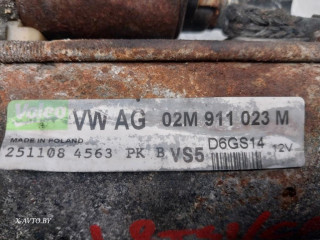 Valeo
VW AG 02M 911 023 M
MADE IN POLAND
251108 4563 PK B VS5 D6GS14 12V
X-AVTO.BY